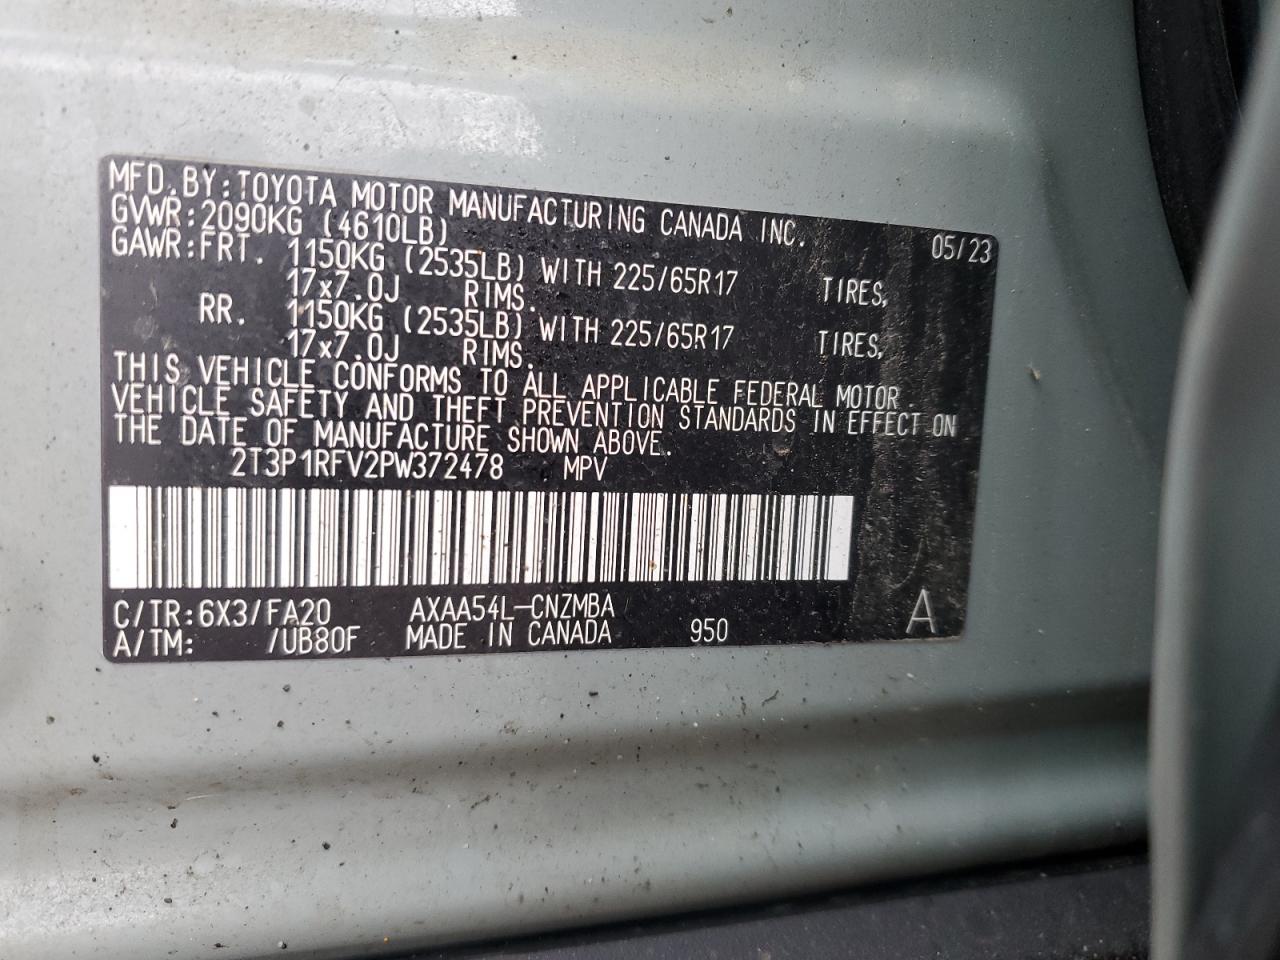 MFD.BY:TOYOTA MOTOR MANUFACTURING CANADA INC. 05/23
GVWR:2090KG (4610LB)
GAWR:FRT. 1150KG (2535LB) WITH 225/65R17 TIRES,
17x7.0J RIMS.
RR. 1150KG (2535LB) WITH 225/65R17 TIRES,
17x7.0J RIMS.
THIS VEHICLE CONFORMS TO ALL APPLICABLE FEDERAL MOTOR
VEHICLE SAFETY AND THEFT PREVENTION STANDARDS IN EFFECT ON
THE DATE OF MANUFACTURE SHOWN ABOVE.
2T3P1RFV2PW372478 MPV
C/TR:6X3/FA20 AXAA54L-CNZMBA A
A/TM: /UB80F MADE IN CANADA 950